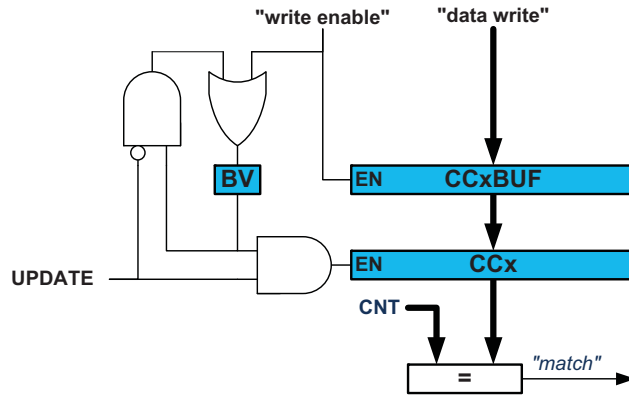 "write enable" "data write"
BV EN CCxBUF
UPDATE EN CCx
CNT
= "match"